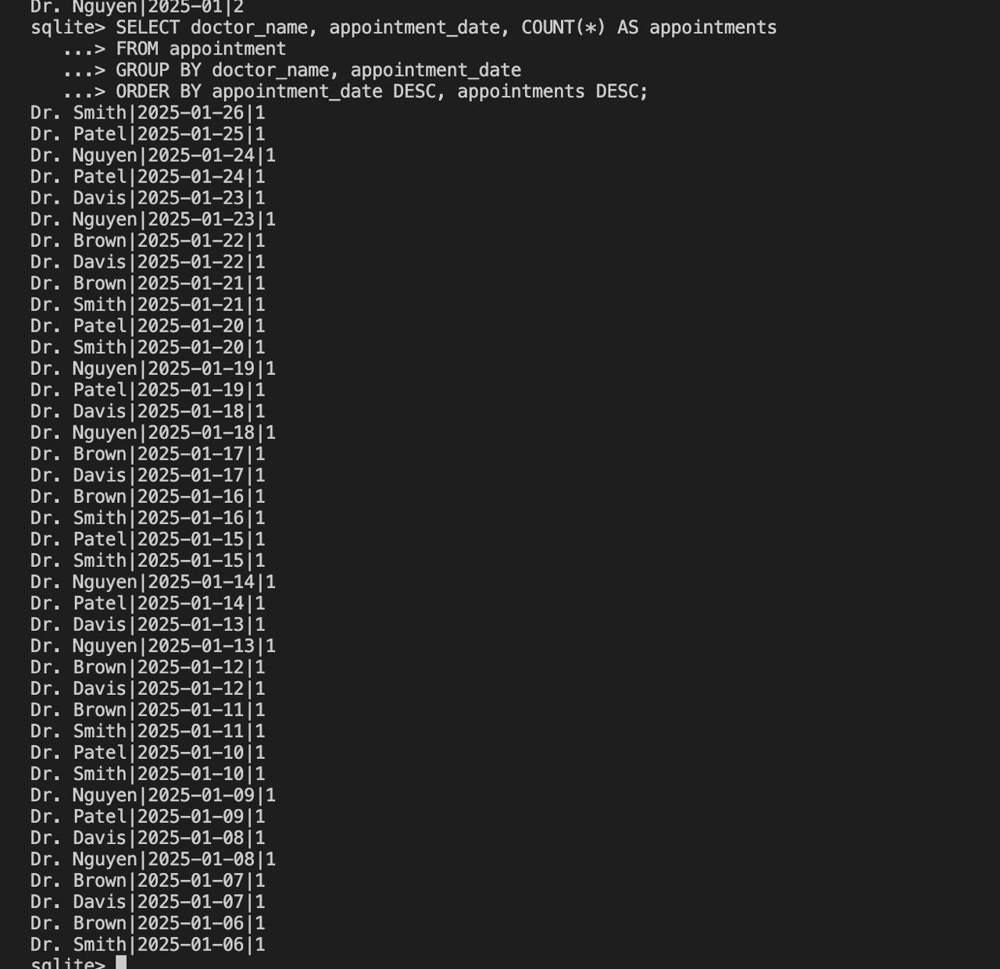 Dr. Nguyen|2025-01|2
sqlite> SELECT doctor_name, appointment_date, COUNT(*) AS appointments
...> FROM appointment
...> GROUP BY doctor_name, appointment_date
...> ORDER BY appointment_date DESC, appointments DESC;
Dr. Smith|2025-01-26|1
Dr. Patel|2025-01-25|1
Dr. Nguyen|2025-01-24|1
Dr. Patel|2025-01-24|1
Dr. Davis|2025-01-23|1
Dr. Nguyen|2025-01-23|1
Dr. Brown|2025-01-22|1
Dr. Davis|2025-01-22|1
Dr. Brown|2025-01-21|1
Dr. Smith|2025-01-21|1
Dr. Patel|2025-01-20|1
Dr. Smith|2025-01-20|1
Dr. Nguyen|2025-01-19|1
Dr. Patel|2025-01-19|1
Dr. Davis|2025-01-18|1
Dr. Nguyen|2025-01-18|1
Dr. Brown|2025-01-17|1
Dr. Davis|2025-01-17|1
Dr. Brown|2025-01-16|1
Dr. Smith|2025-01-16|1
Dr. Patel|2025-01-15|1
Dr. Smith|2025-01-15|1
Dr. Nguyen|2025-01-14|1
Dr. Patel|2025-01-14|1
Dr. Davis|2025-01-13|1
Dr. Nguyen|2025-01-13|1
Dr. Brown|2025-01-12|1
Dr. Davis|2025-01-12|1
Dr. Brown|2025-01-11|1
Dr. Smith|2025-01-11|1
Dr. Patel|2025-01-10|1
Dr. Smith|2025-01-10|1
Dr. Nguyen|2025-01-09|1
Dr. Patel|2025-01-09|1
Dr. Davis|2025-01-08|1
Dr. Nguyen|2025-01-08|1
Dr. Brown|2025-01-07|1
Dr. Davis|2025-01-07|1
Dr. Brown|2025-01-06|1
Dr. Smith|2025-01-06|1
sqlite>